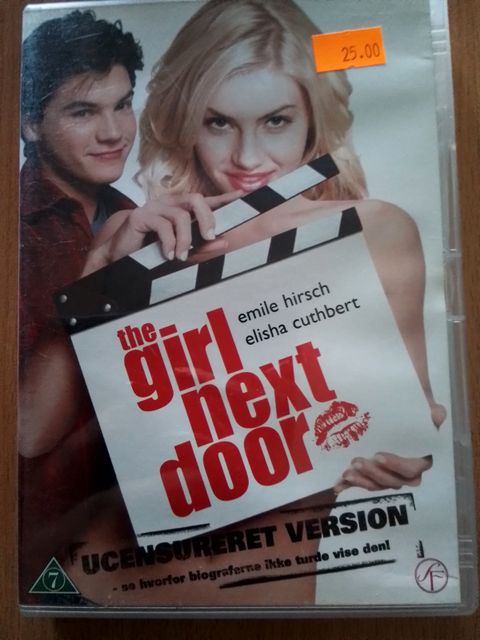 25.00
emile hirsch
elisha cuthbert
the
girl
next
door
UCENSURERET VERSION
- se hvorfor biograferne ikke turde vise den!
7
SF